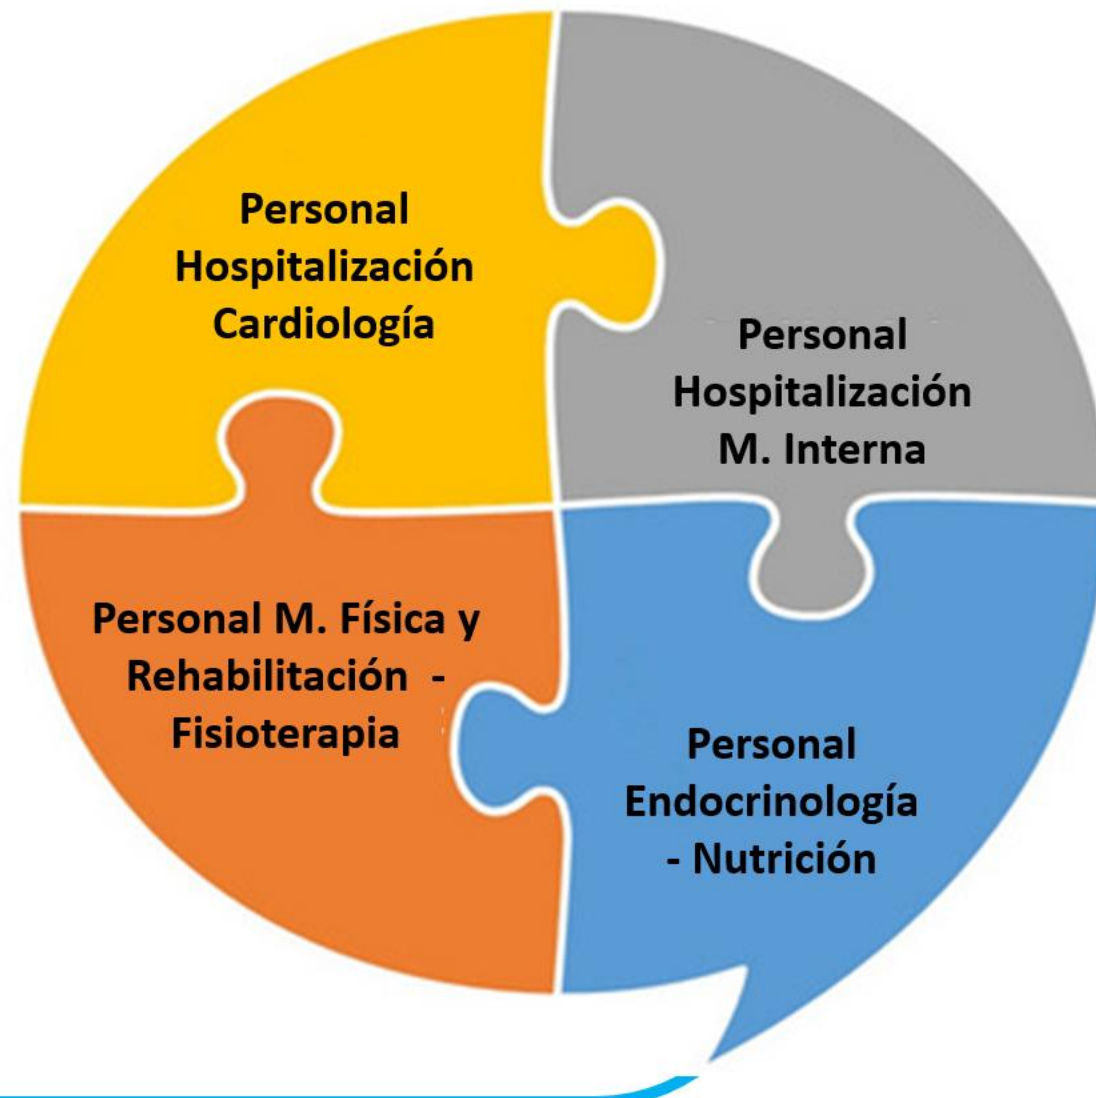 Personal
Hospitalización
Cardiología
Personal
Hospitalización
M. Interna
Personal M. Física y
Rehabilitación  -
Fisioterapia
Personal
Endocrinología
- Nutrición